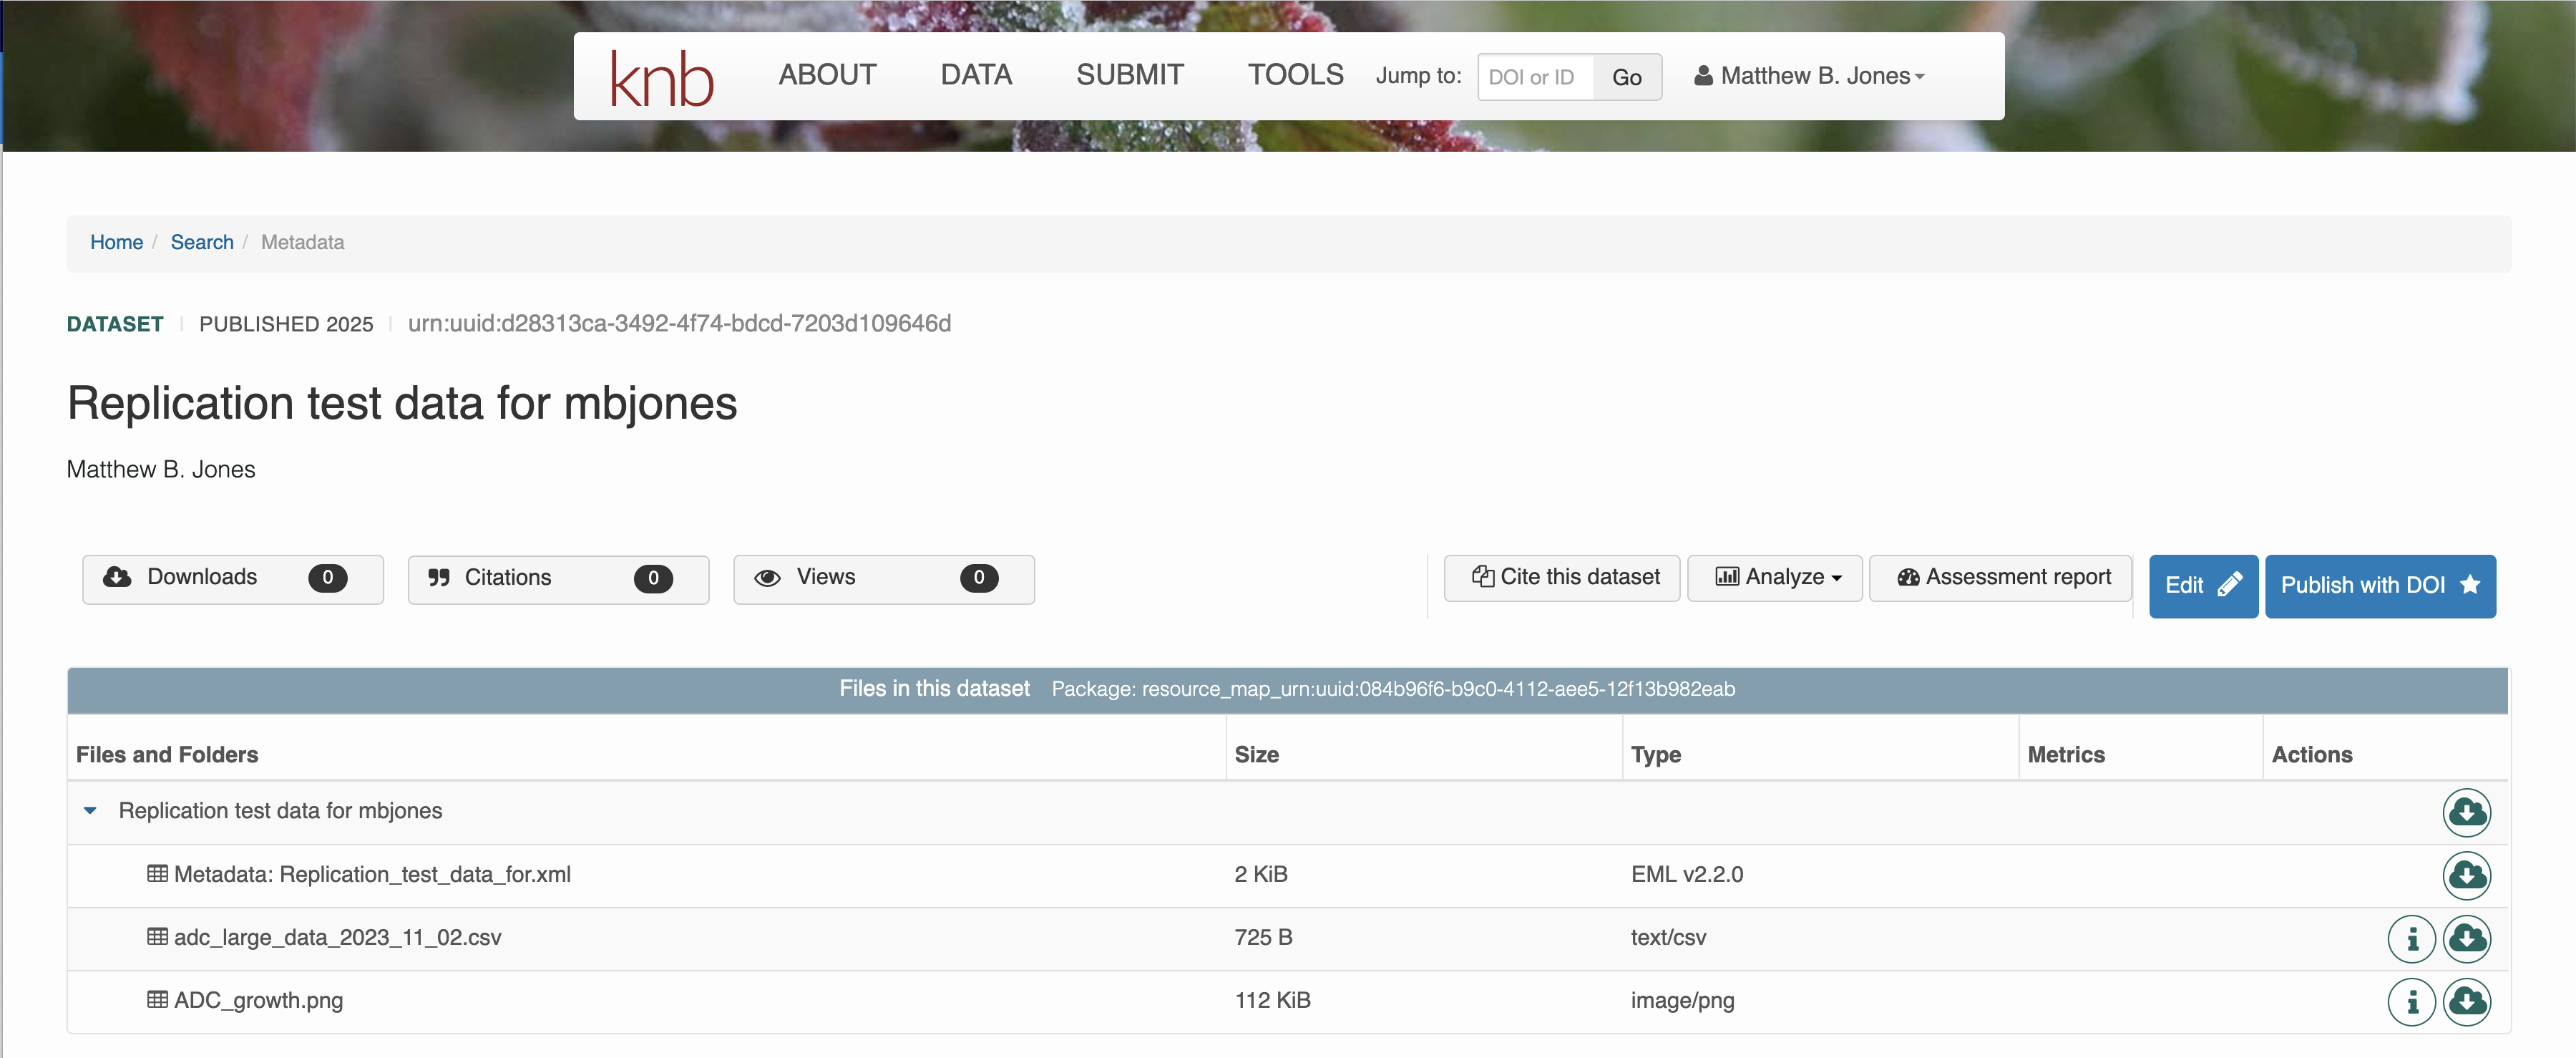 knb ABOUT DATA SUBMIT TOOLS Jump to: DOI or ID Go Matthew B. Jones
Home / Search / Metadata
DATASET PUBLISHED 2025 urn:uuid:d28313ca-3492-4f74-bdcd-7203d109646d
Replication test data for mbjones
Matthew B. Jones
Downloads 0 Citations 0 Views 0 Cite this dataset Analyze Assessment report Edit Publish with DOI
Files in this dataset Package: resource_map_urn:uuid:084b96f6-b9c0-4112-aee5-12f13b982eab
Files and Folders Size Type Metrics Actions
Replication test data for mbjones
Metadata: Replication_test_data_for.xml 2 KiB EML v2.2.0
adc_large_data_2023_11_02.csv 725 B text/csv
ADC_growth.png 112 KiB image/png